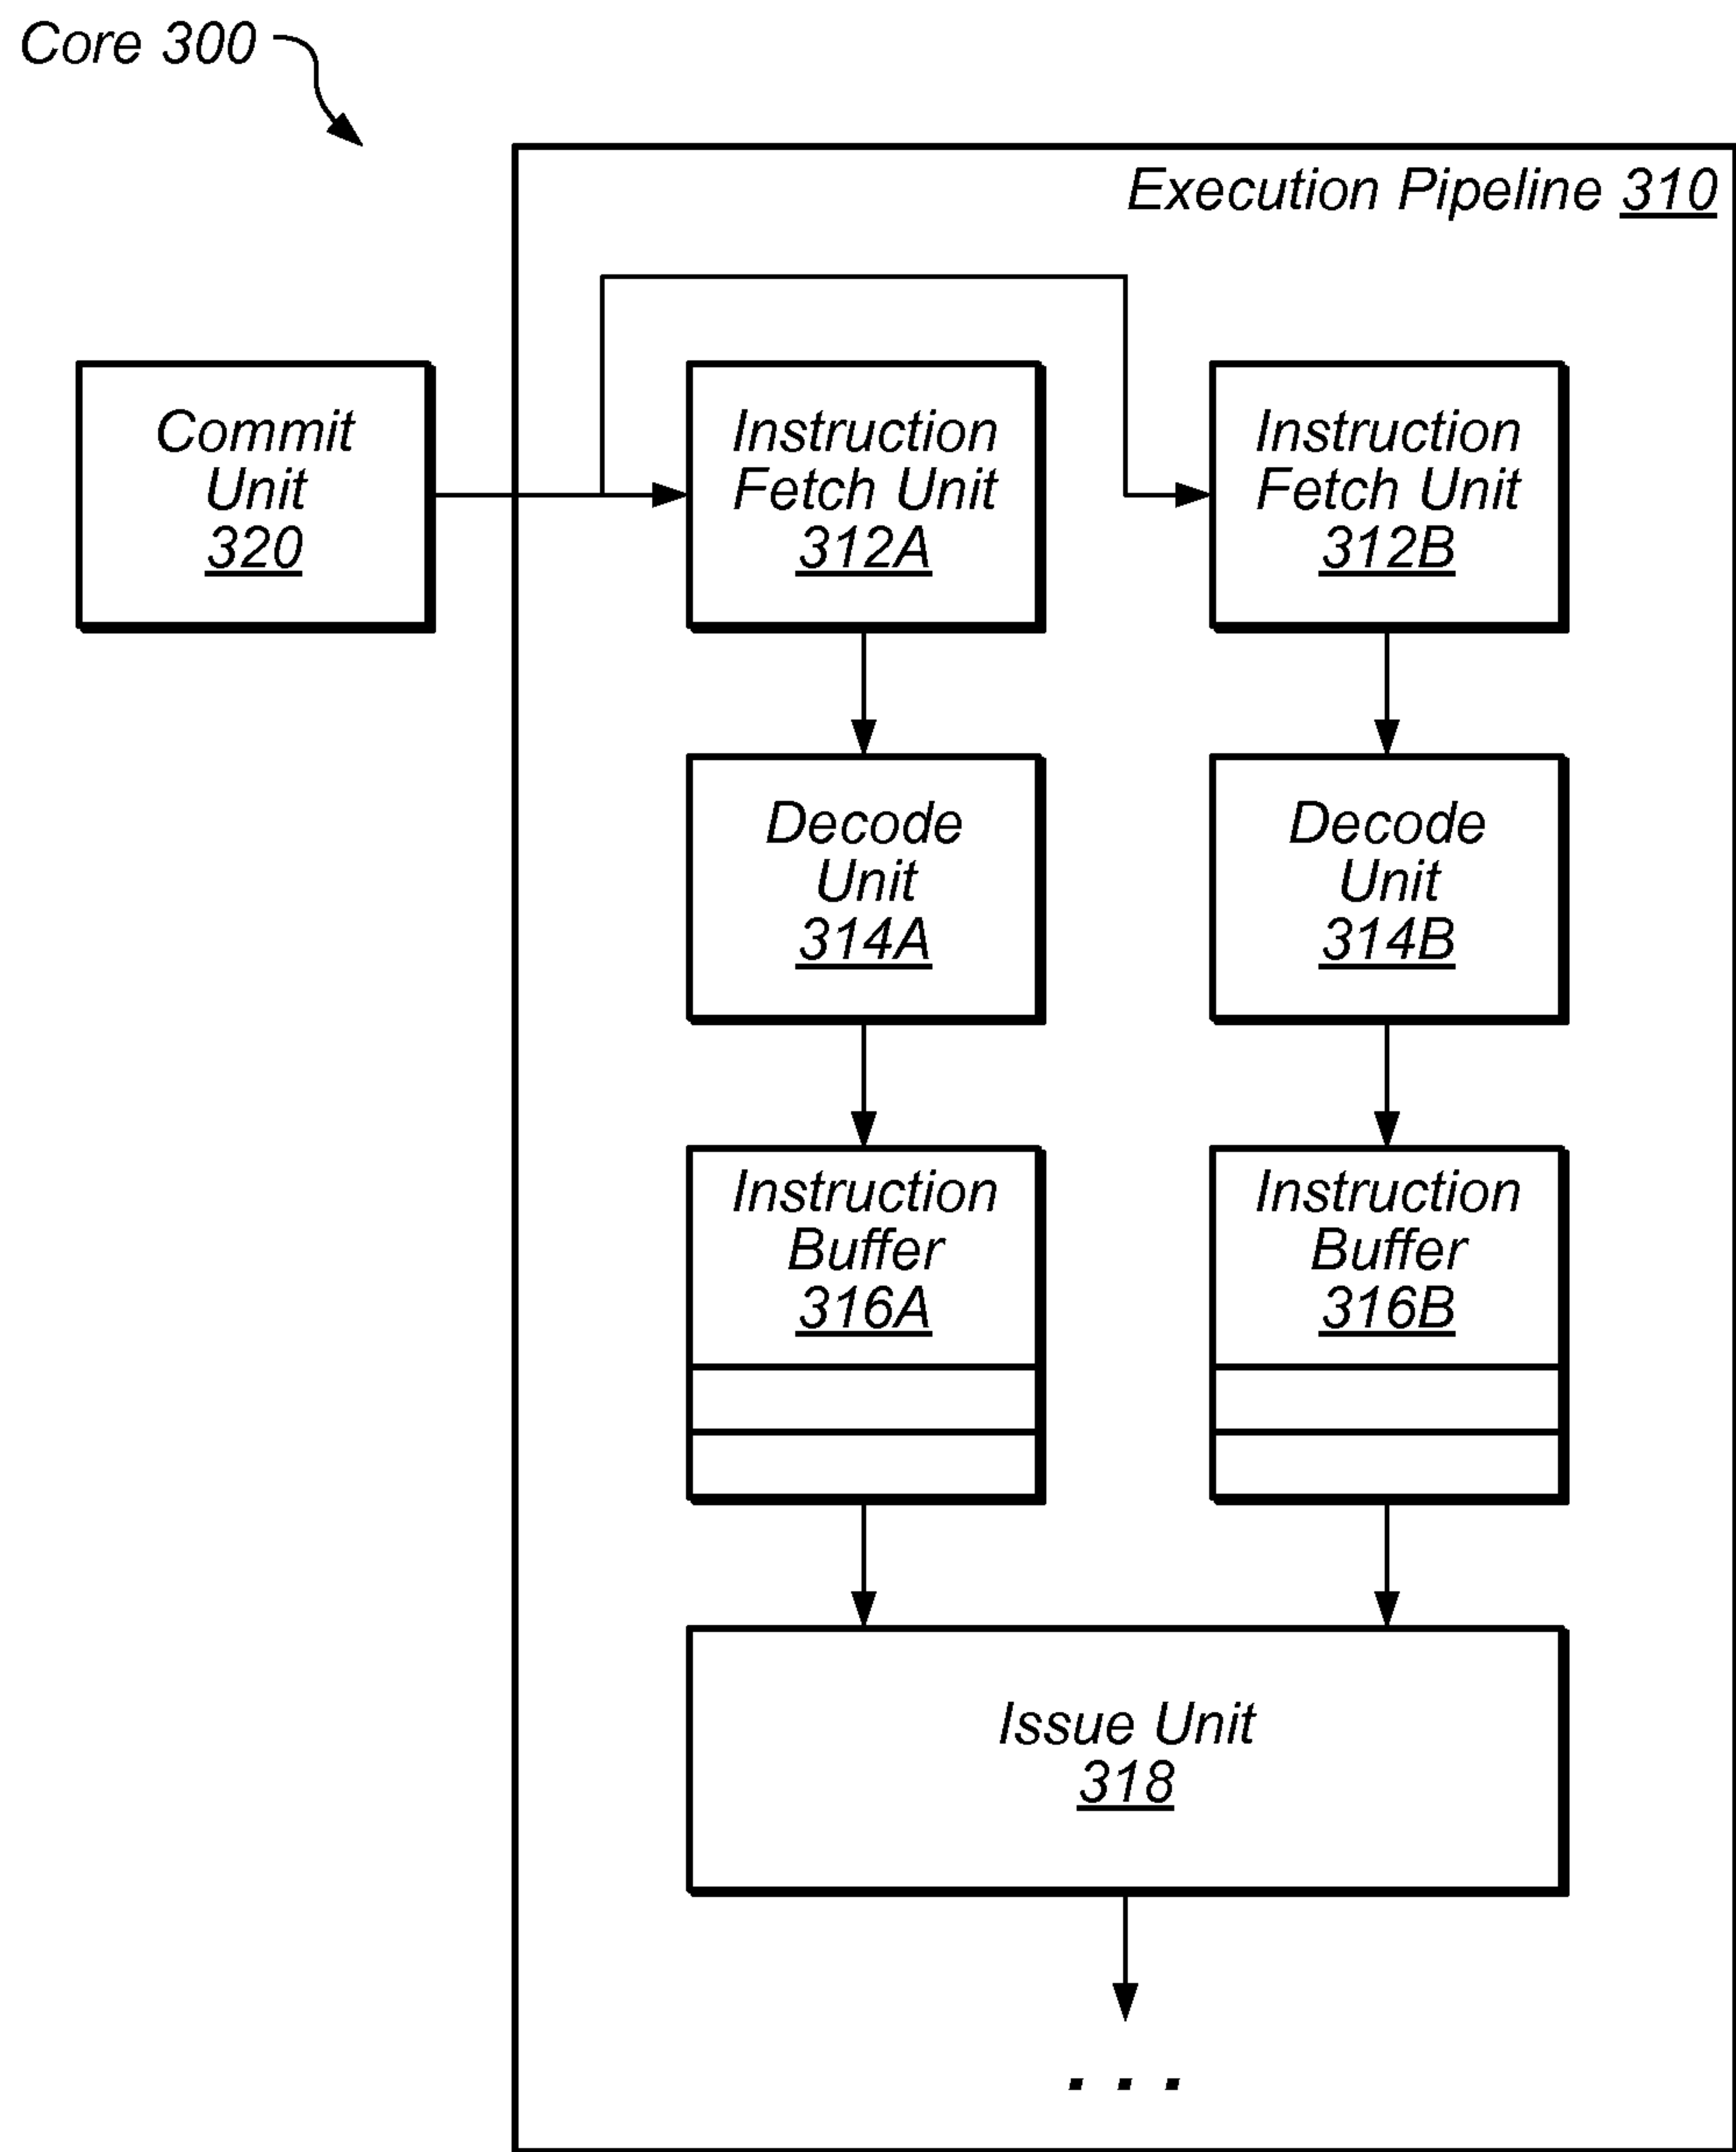 Core 300
Execution Pipeline 310
Commit
Unit
320
Instruction
Fetch Unit
312A
Instruction
Fetch Unit
312B
Decode
Unit
314A
Decode
Unit
314B
Instruction
Buffer
316A
Instruction
Buffer
316B
Issue Unit
318
. . .